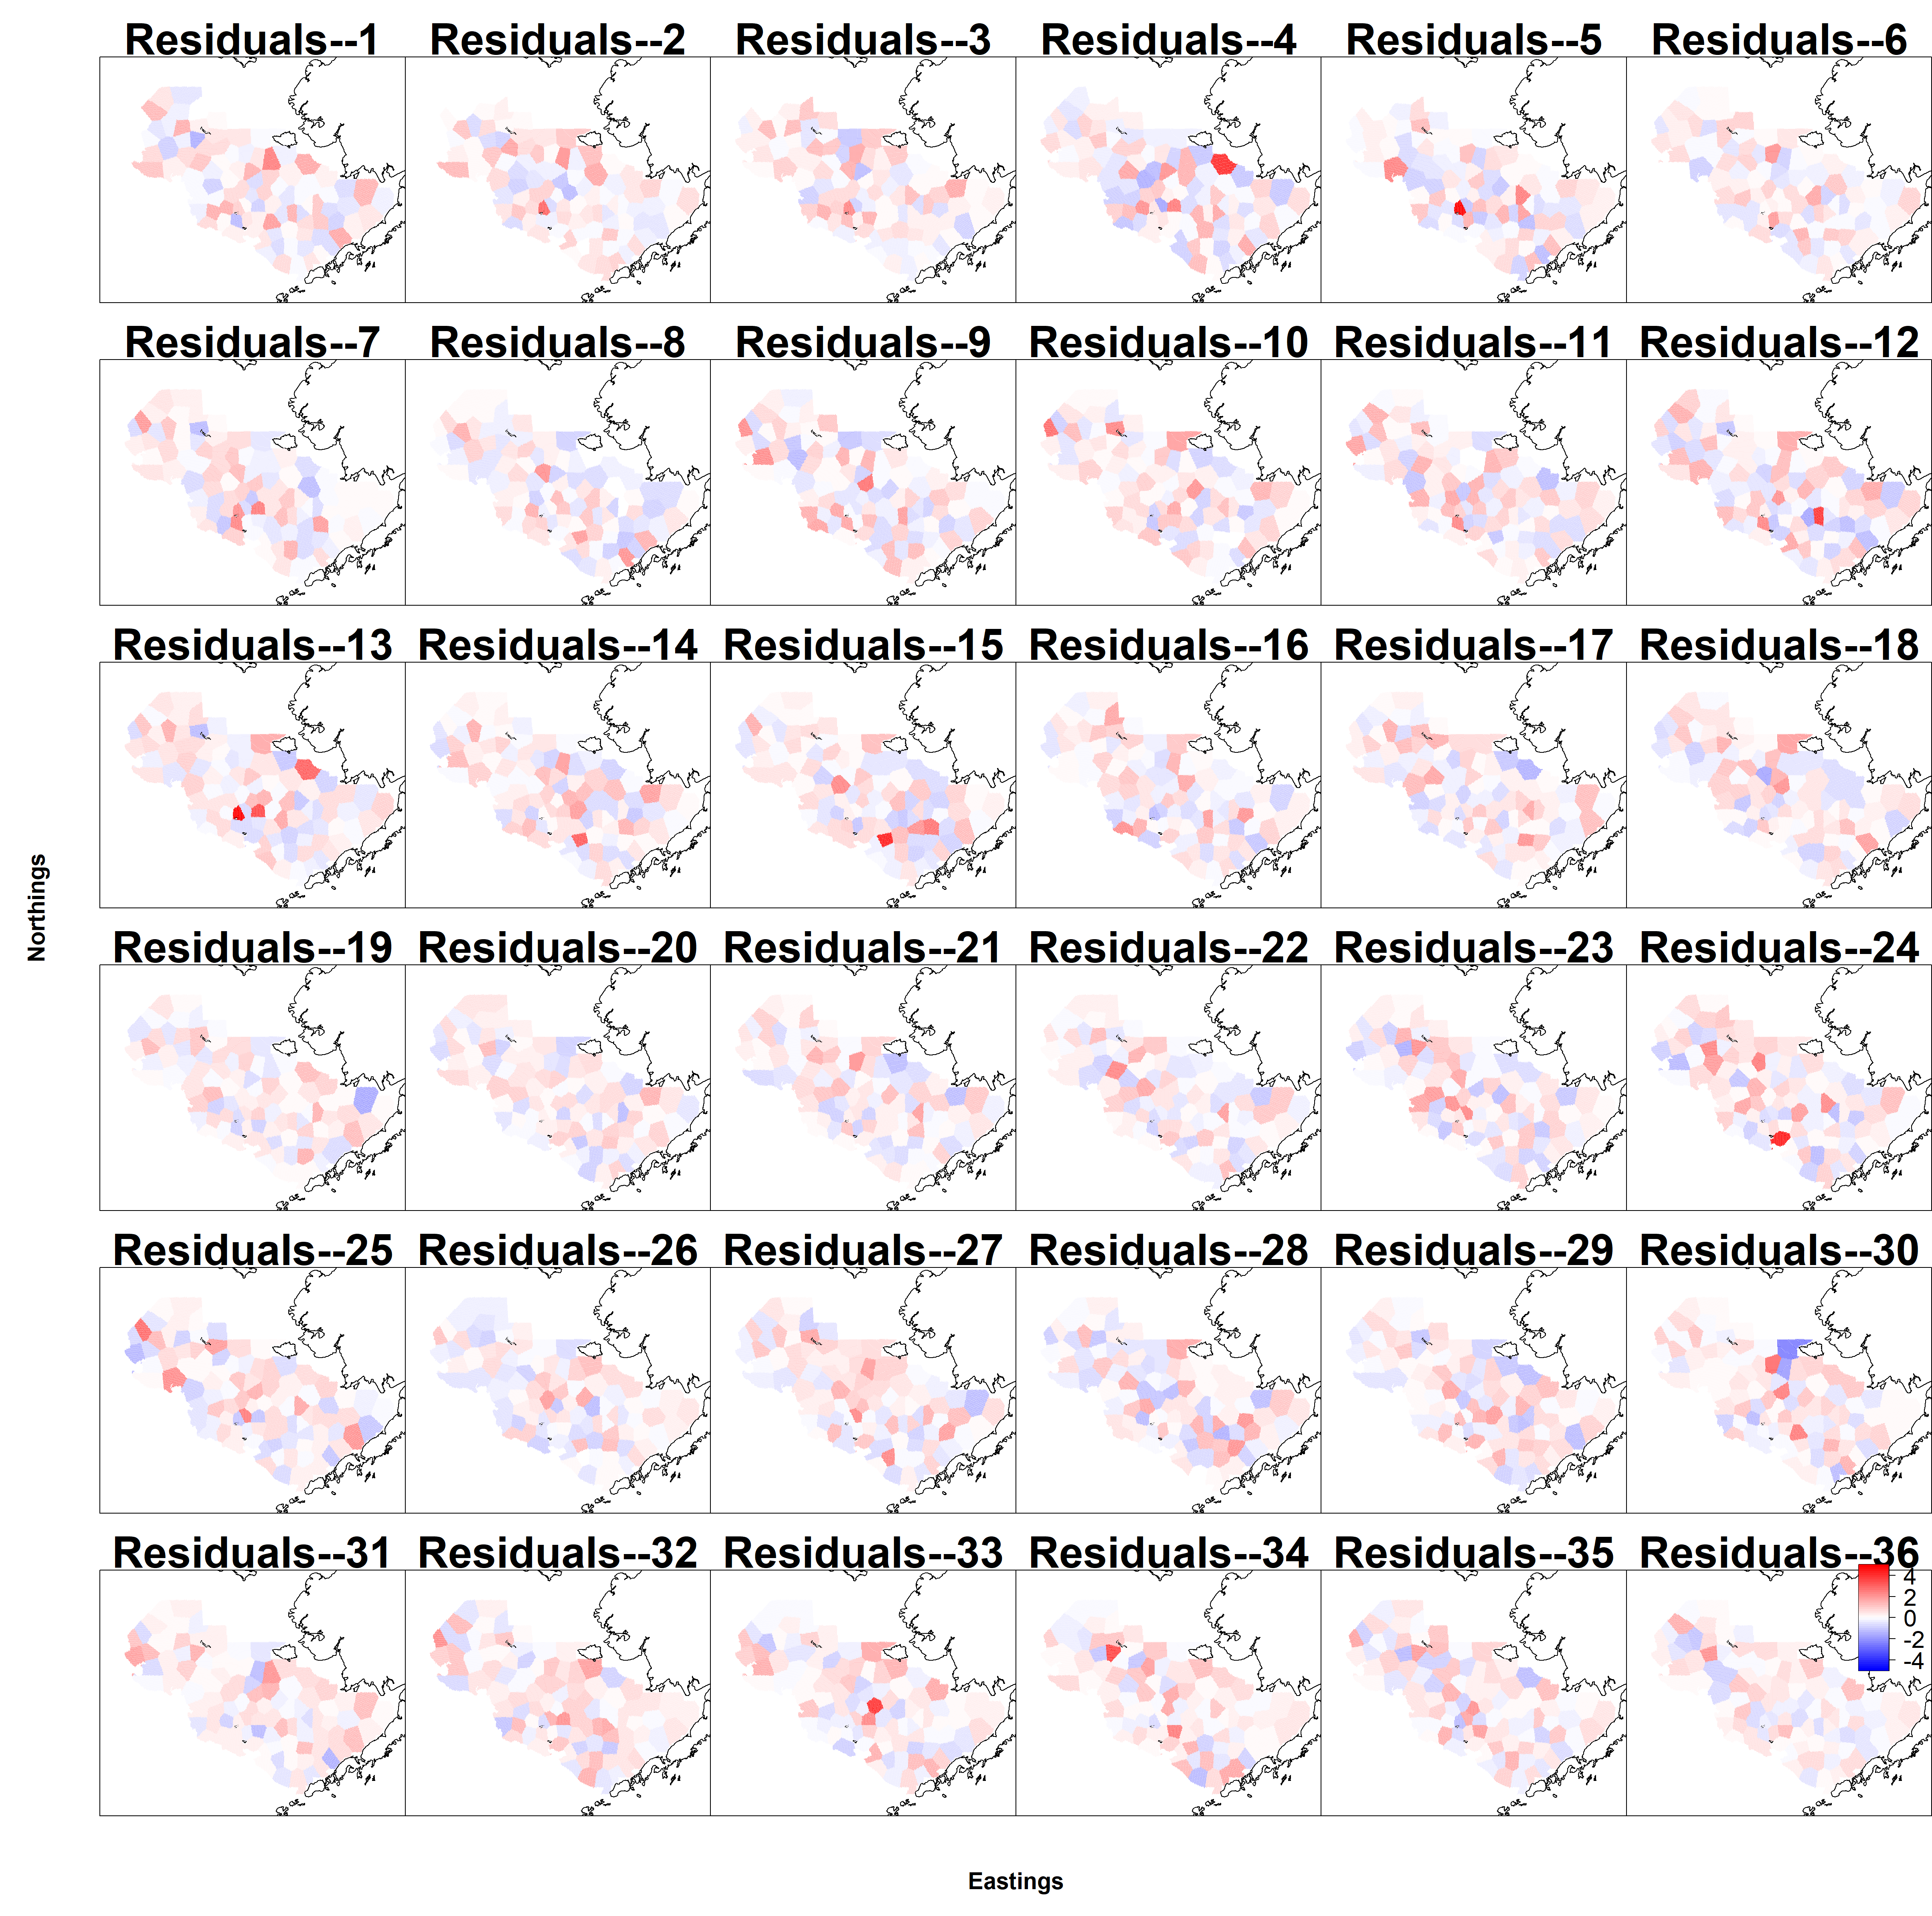 Residuals--1 Residuals--2 Residuals--3 Residuals--4 Residuals--5 Residuals--6
Residuals--7 Residuals--8 Residuals--9 Residuals--10 Residuals--11 Residuals--12
Residuals--13 Residuals--14 Residuals--15 Residuals--16 Residuals--17 Residuals--18
Northings
Residuals--19 Residuals--20 Residuals--21 Residuals--22 Residuals--23 Residuals--24
Residuals--25 Residuals--26 Residuals--27 Residuals--28 Residuals--29 Residuals--30
Residuals--31 Residuals--32 Residuals--33 Residuals--34 Residuals--35 Residuals--36
4
2
0
-2
-4
Eastings